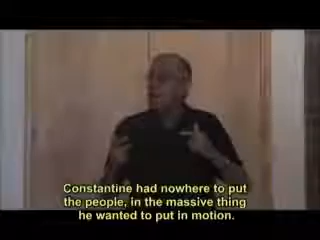 Constantine had nowhere to put
the people, in the massive thing
he wanted to put in motion.